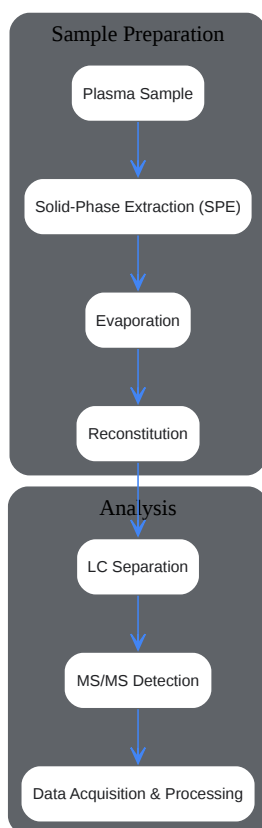 Sample Preparation
Plasma Sample
Solid-Phase Extraction (SPE)
Evaporation
Reconstitution
Analysis
LC Separation
MS/MS Detection
Data Acquisition & Processing